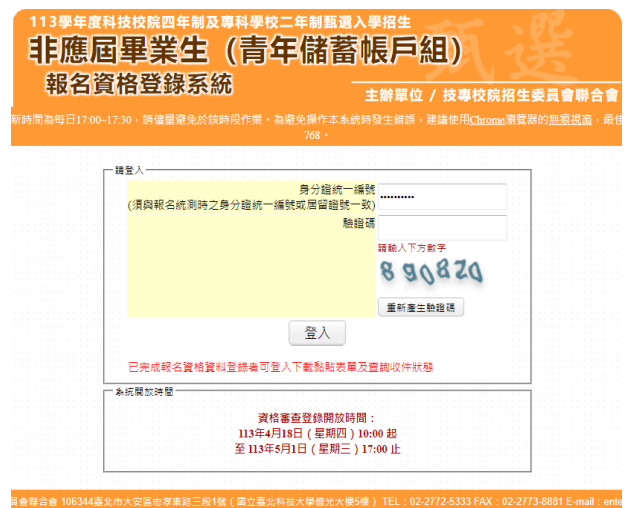 113學年度科技校院四年制及專科學校二年制甄選入學招生
非應屆畢業生（青年儲蓄帳戶組）
報名資格登錄系統
甄選
主辦單位 / 技專校院招生委員會聯合會
新時間為每日17:00~17:30，請儘量避免於該時段作業。為避免操作本系統時發生錯誤，建議使用Chrome瀏覽器的無痕視窗，最佳
768。
請登入
身分證統一編號
(須與報名統測時之身分證統一編號或居留證號一致)
••••••••••
驗證碼
請輸入下方數字
890820
重新產生驗證碼
登入
已完成報名資格資料登錄者可登入下載黏貼表單及查詢收件狀態
系統開放時間
資格審查登錄開放時間：
113年4月18日（星期四）10:00 起
至 113年5月1日（星期三）17:00 止
員會聯合會 106344臺北市大安區忠孝東路三段1號（國立臺北科技大學億光大樓5樓） TEL：02-2772-5333 FAX：02-2773-8881 E-mail：ente